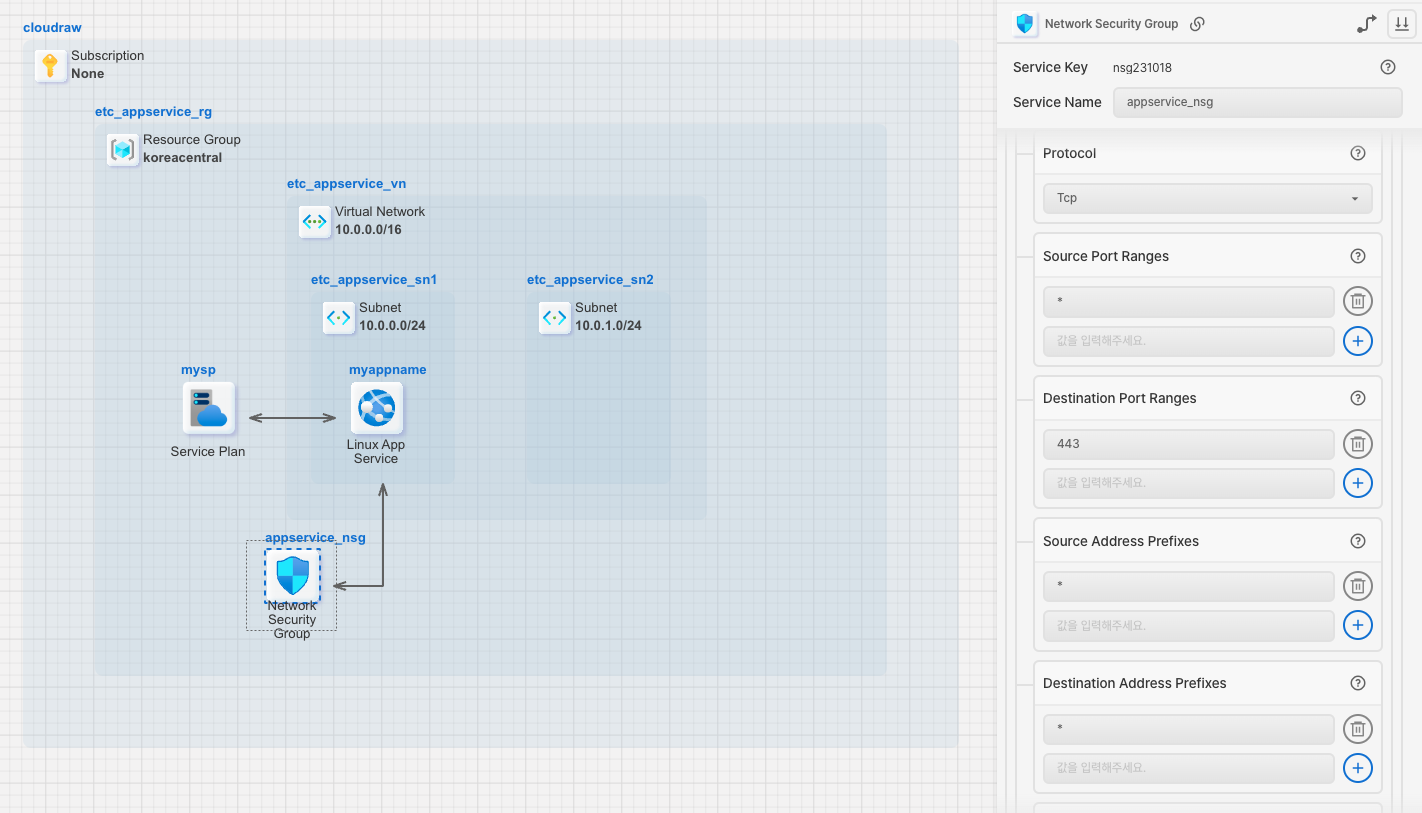 cloudraw
Subscription
None
etc_appservice_rg
Resource Group
koreacentral
etc_appservice_vn
Virtual Network
10.0.0.0/16
etc_appservice_sn1
Subnet
10.0.0.0/24
etc_appservice_sn2
Subnet
10.0.1.0/24
mysp
Service Plan
myappname
Linux App
Service
appservice_nsg
Network
Security
Group
Network Security Group
Service Key
nsg231018
Service Name
appservice_nsg
Protocol
Tcp
Source Port Ranges
*
값을 입력해주세요.
Destination Port Ranges
443
값을 입력해주세요.
Source Address Prefixes
*
값을 입력해주세요.
Destination Address Prefixes
*
값을 입력해주세요.